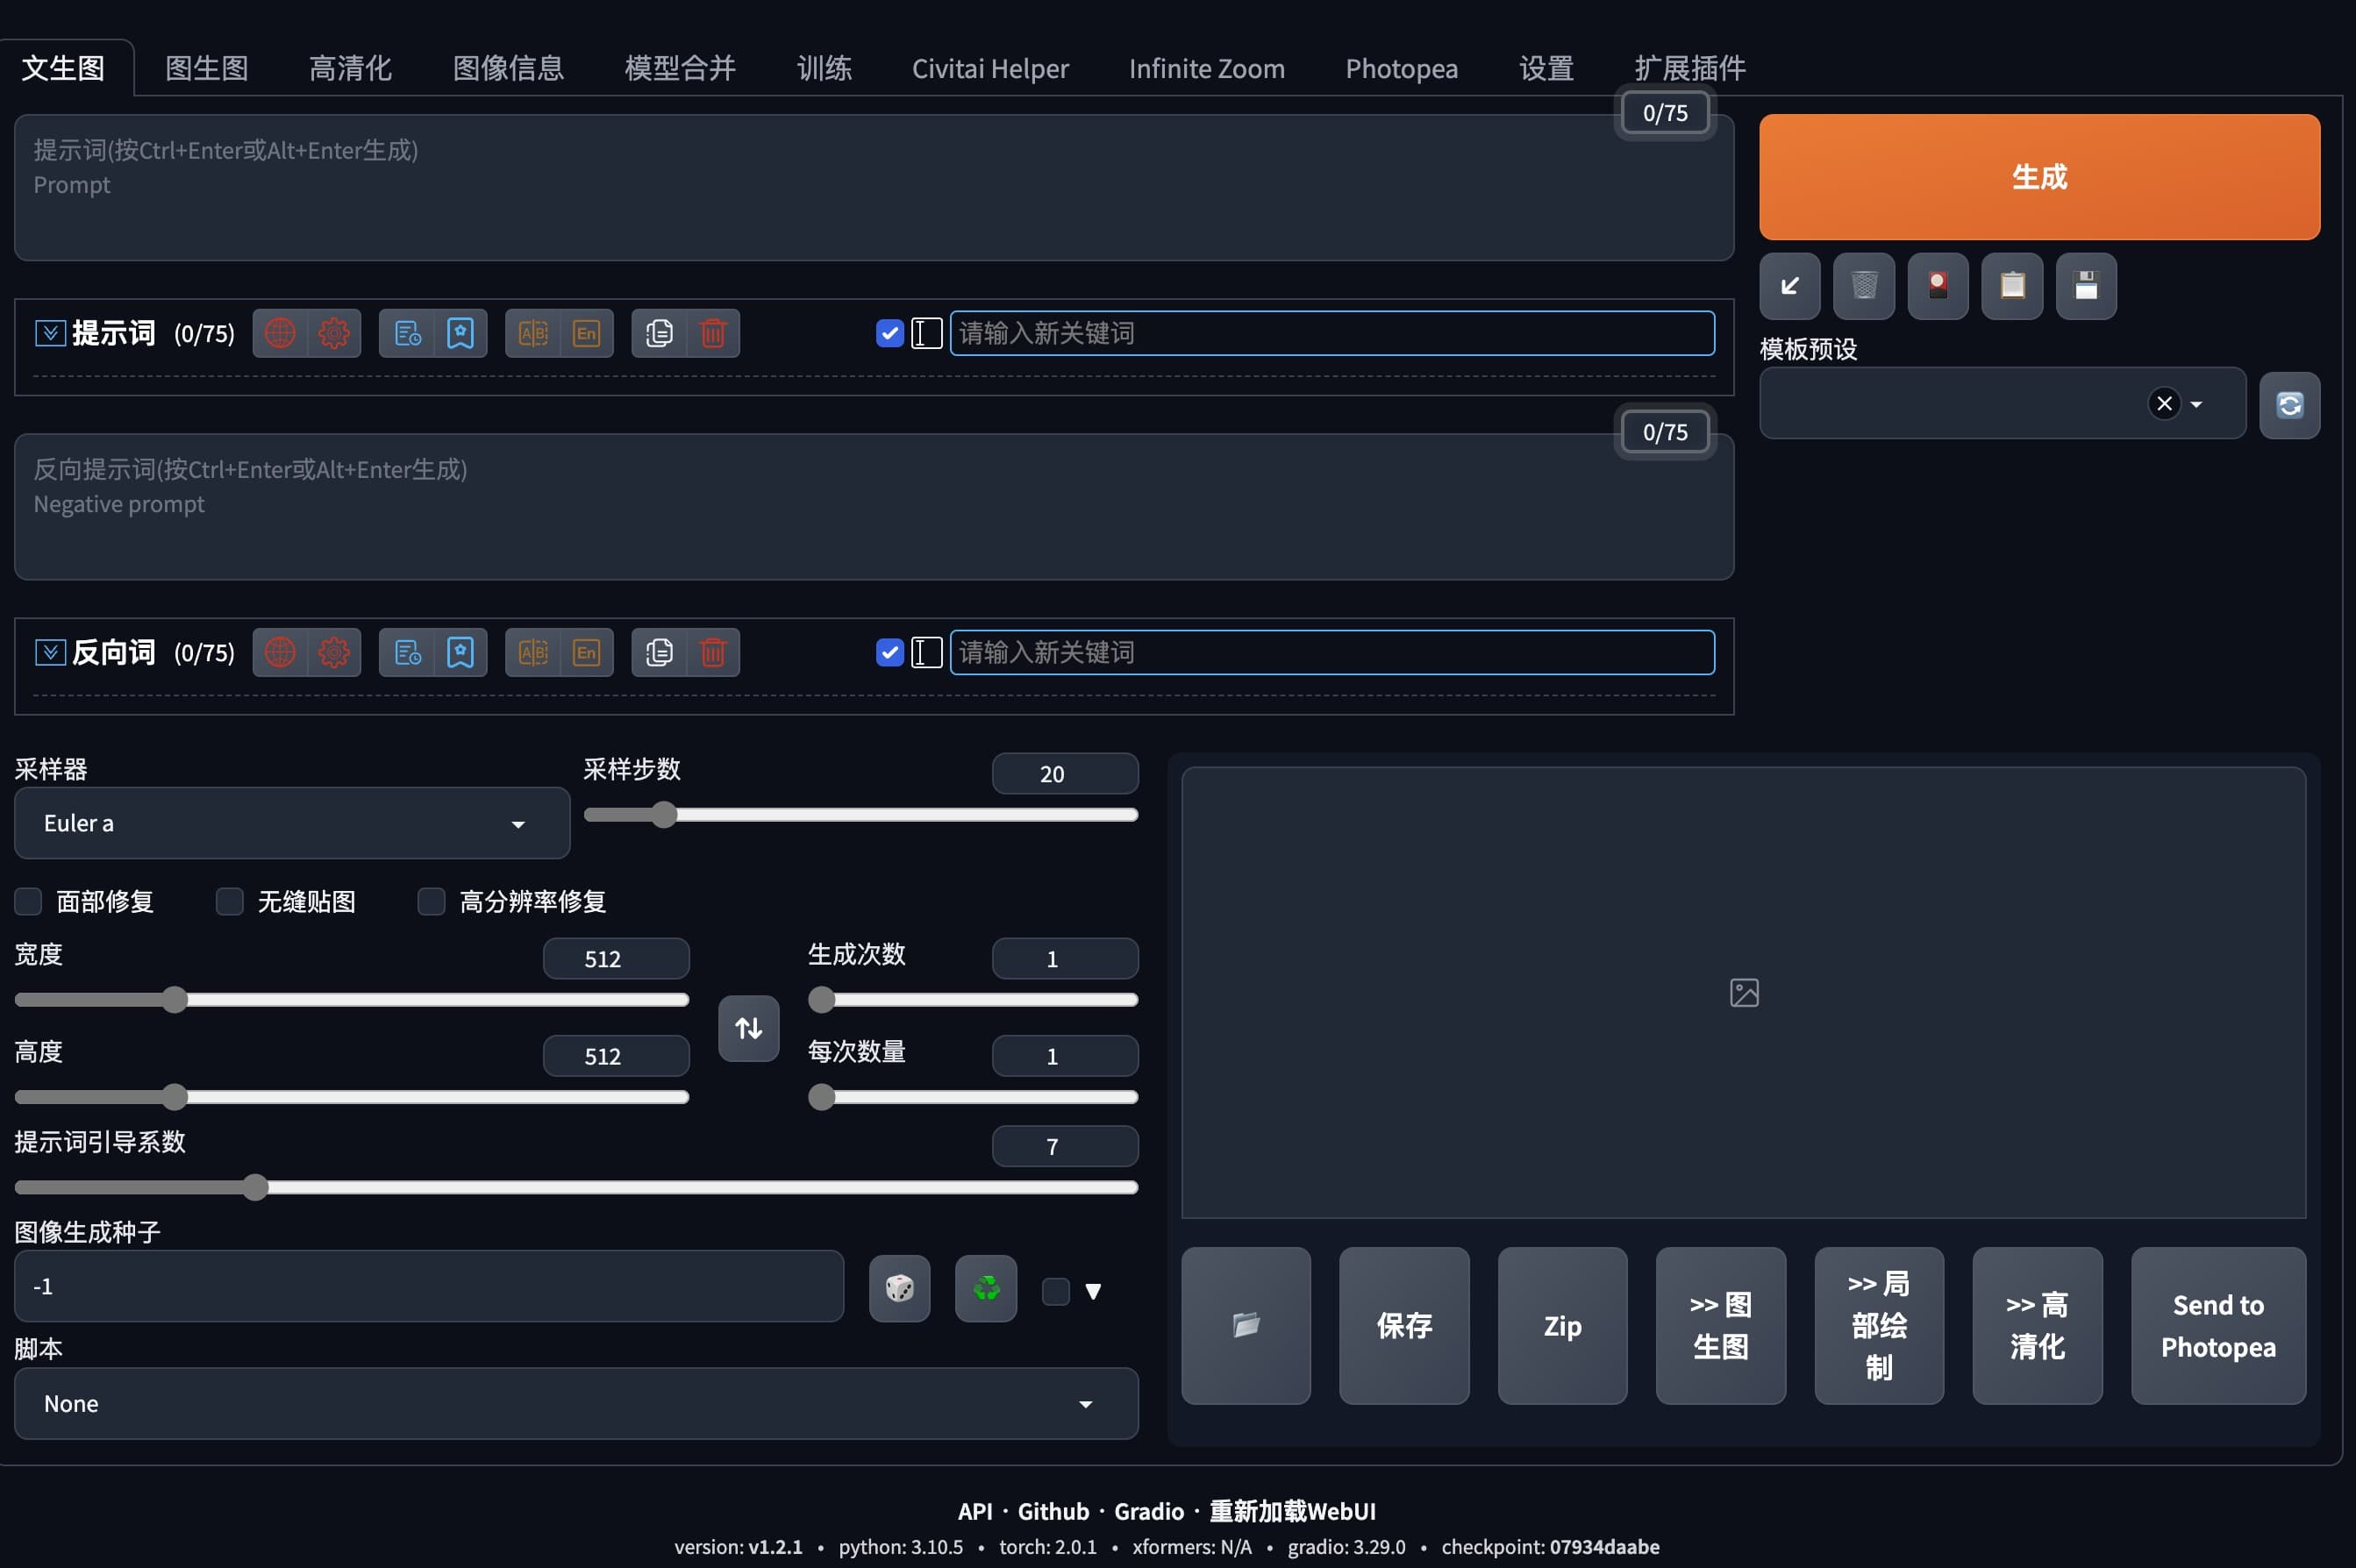 文生图 图生图 高清化 图像信息 模型合并 训练 Civitai Helper Infinite Zoom Photopea 设置 扩展插件
0/75
提示词(按Ctrl+Enter或Alt+Enter生成)
Prompt
生成
提示词 (0/75) A B En 请输入新关键词
模板预设
0/75
反向提示词(按Ctrl+Enter或Alt+Enter生成)
Negative prompt
反向词 (0/75) A B En 请输入新关键词
采样器 采样步数 20
Euler a
面部修复 无缝贴图 高分辨率修复
宽度 512 生成次数 1
高度 512 每次数量 1
提示词引导系数 7
图像生成种子
-1
脚本
None
保存
Zip
>> 图
生图
>> 局
部绘
制
>> 高
清化
Send to
Photopea
API · Github · Gradio · 重新加载WebUI
version: v1.2.1 • python: 3.10.5 • torch: 2.0.1 • xformers: N/A • gradio: 3.29.0 • checkpoint: 07934daabe